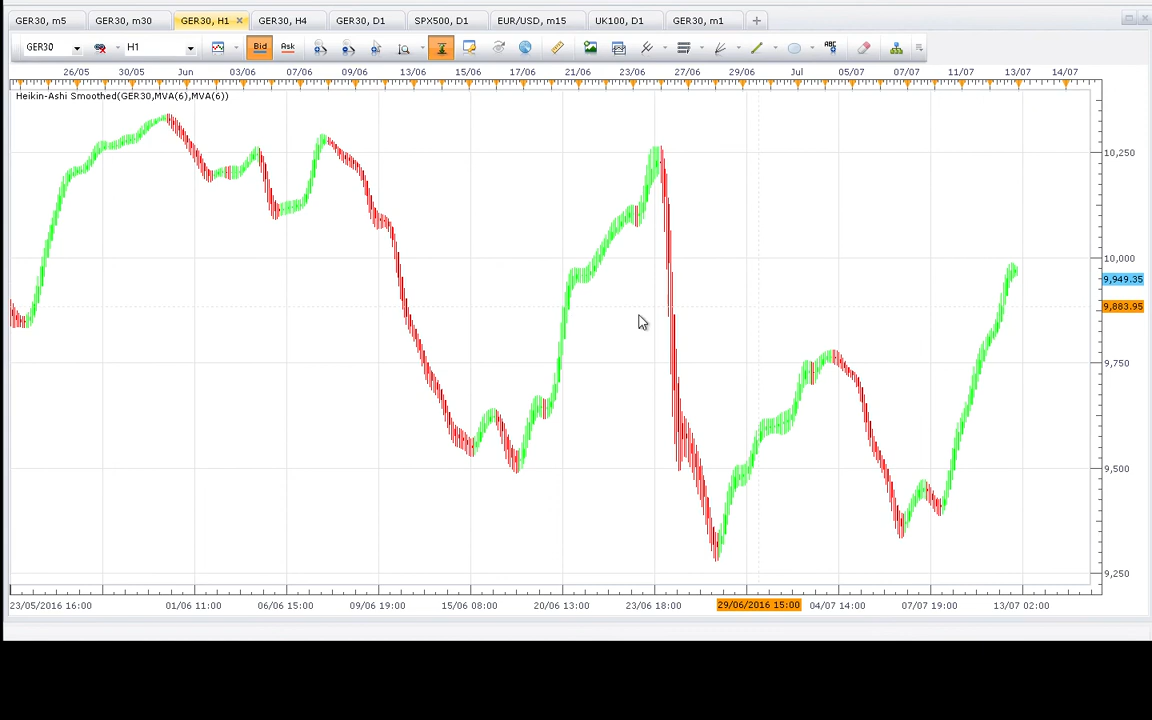 GER30, m5 GER30, m30 GER30, H1 GER30, H4 GER30, D1 SPX500, D1 EUR/USD, m15 UK100, D1 GER30, m1
GER30 H1 Bid Ask ABC
26/05 30/05 Jun 03/06 07/06 09/06 13/06 15/06 17/06 21/06 23/06 27/06 29/06 Jul 05/07 07/07 11/07 13/07 14/07
Heikin-Ashi Smoothed(GER30,MVA(6),MVA(6))
10,250
10,000
9,949.35
9,883.95
9,750
9,500
9,250
23/05/2016 16:00 01/06 11:00 06/06 15:00 09/06 19:00 15/06 08:00 20/06 13:00 23/06 18:00 29/06/2016 15:00 04/07 14:00 07/07 19:00 13/07 02:00